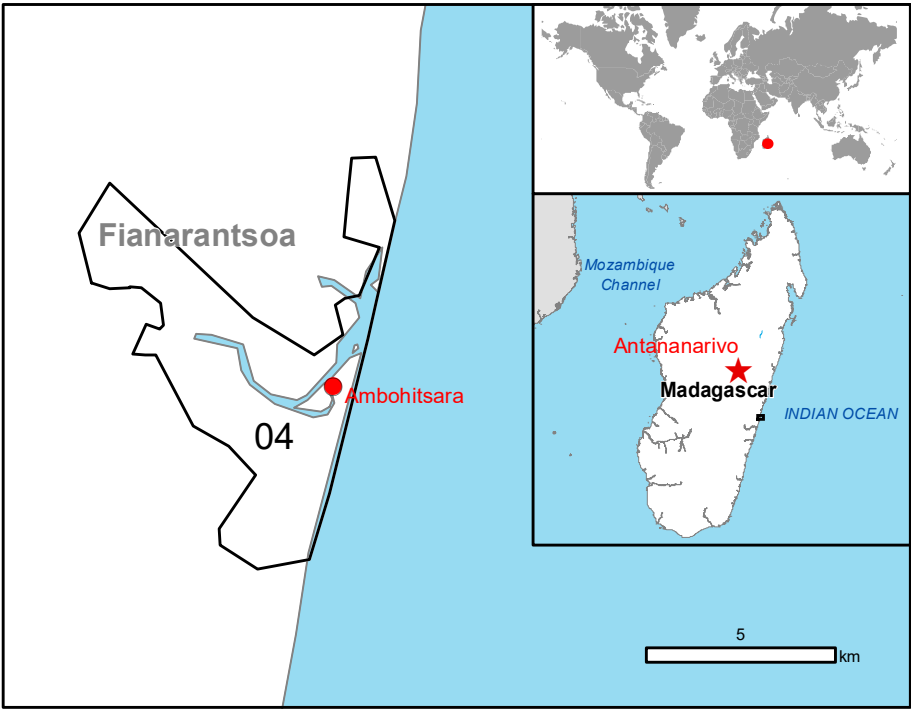 Fianarantsoa
Ambohitsara
04
Mozambique
Channel
Antananarivo
Madagascar
INDIAN OCEAN
5
km